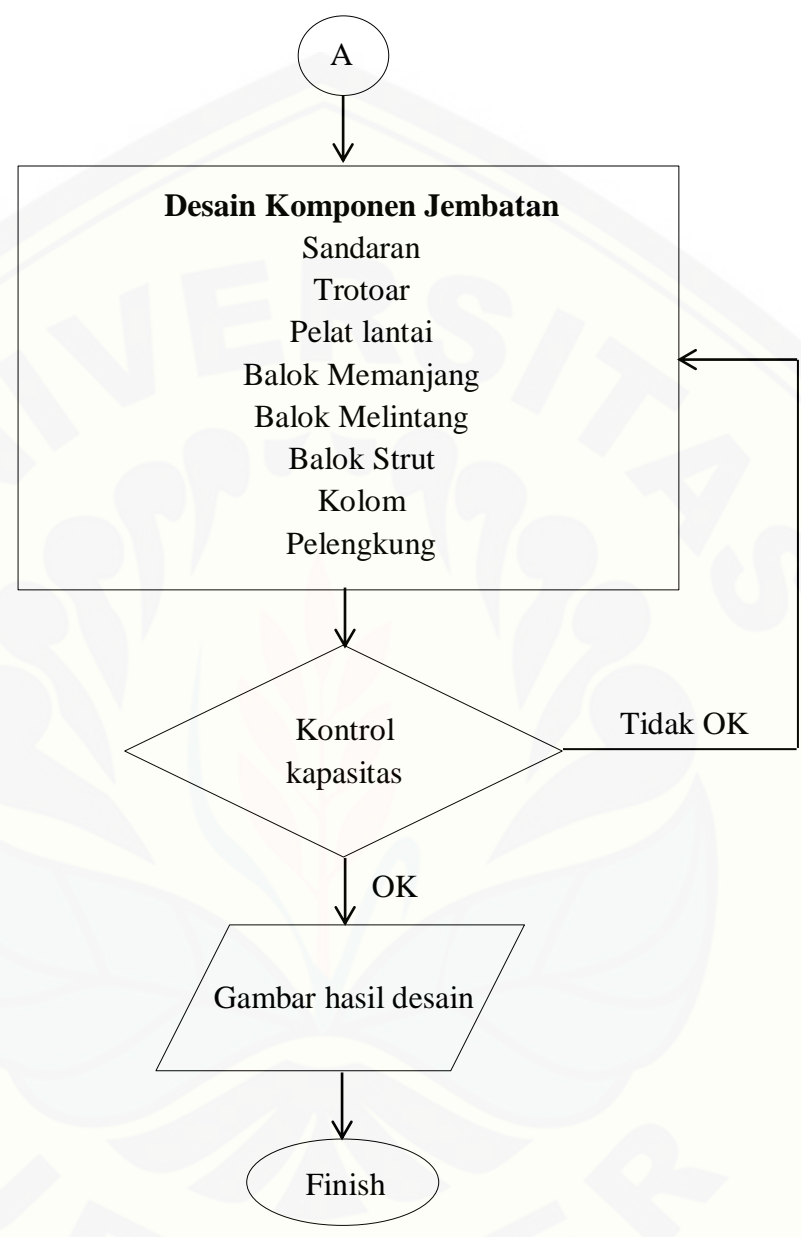 A
Desain Komponen Jembatan
Sandaran
Trotoar
Pelat lantai
Balok Memanjang
Balok Melintang
Balok Strut
Kolom
Pelengkung
Kontrol
kapasitas
Tidak OK
OK
Gambar hasil desain
Finish
UNIVERSITAS